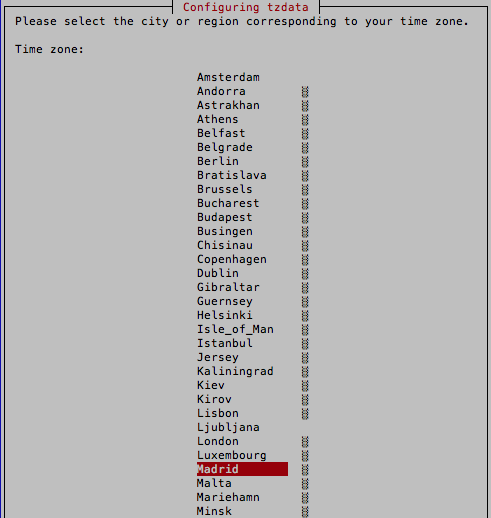 Configuring tzdata
Please select the city or region corresponding to your time zone.
Time zone:
Amsterdam
Andorra
Astrakhan
Athens
Belfast
Belgrade
Berlin
Bratislava
Brussels
Bucharest
Budapest
Busingen
Chisinau
Copenhagen
Dublin
Gibraltar
Guernsey
Helsinki
Isle_of_Man
Istanbul
Jersey
Kaliningrad
Kiev
Kirov
Lisbon
Ljubljana
London
Luxembourg
Madrid
Malta
Mariehamn
Minsk